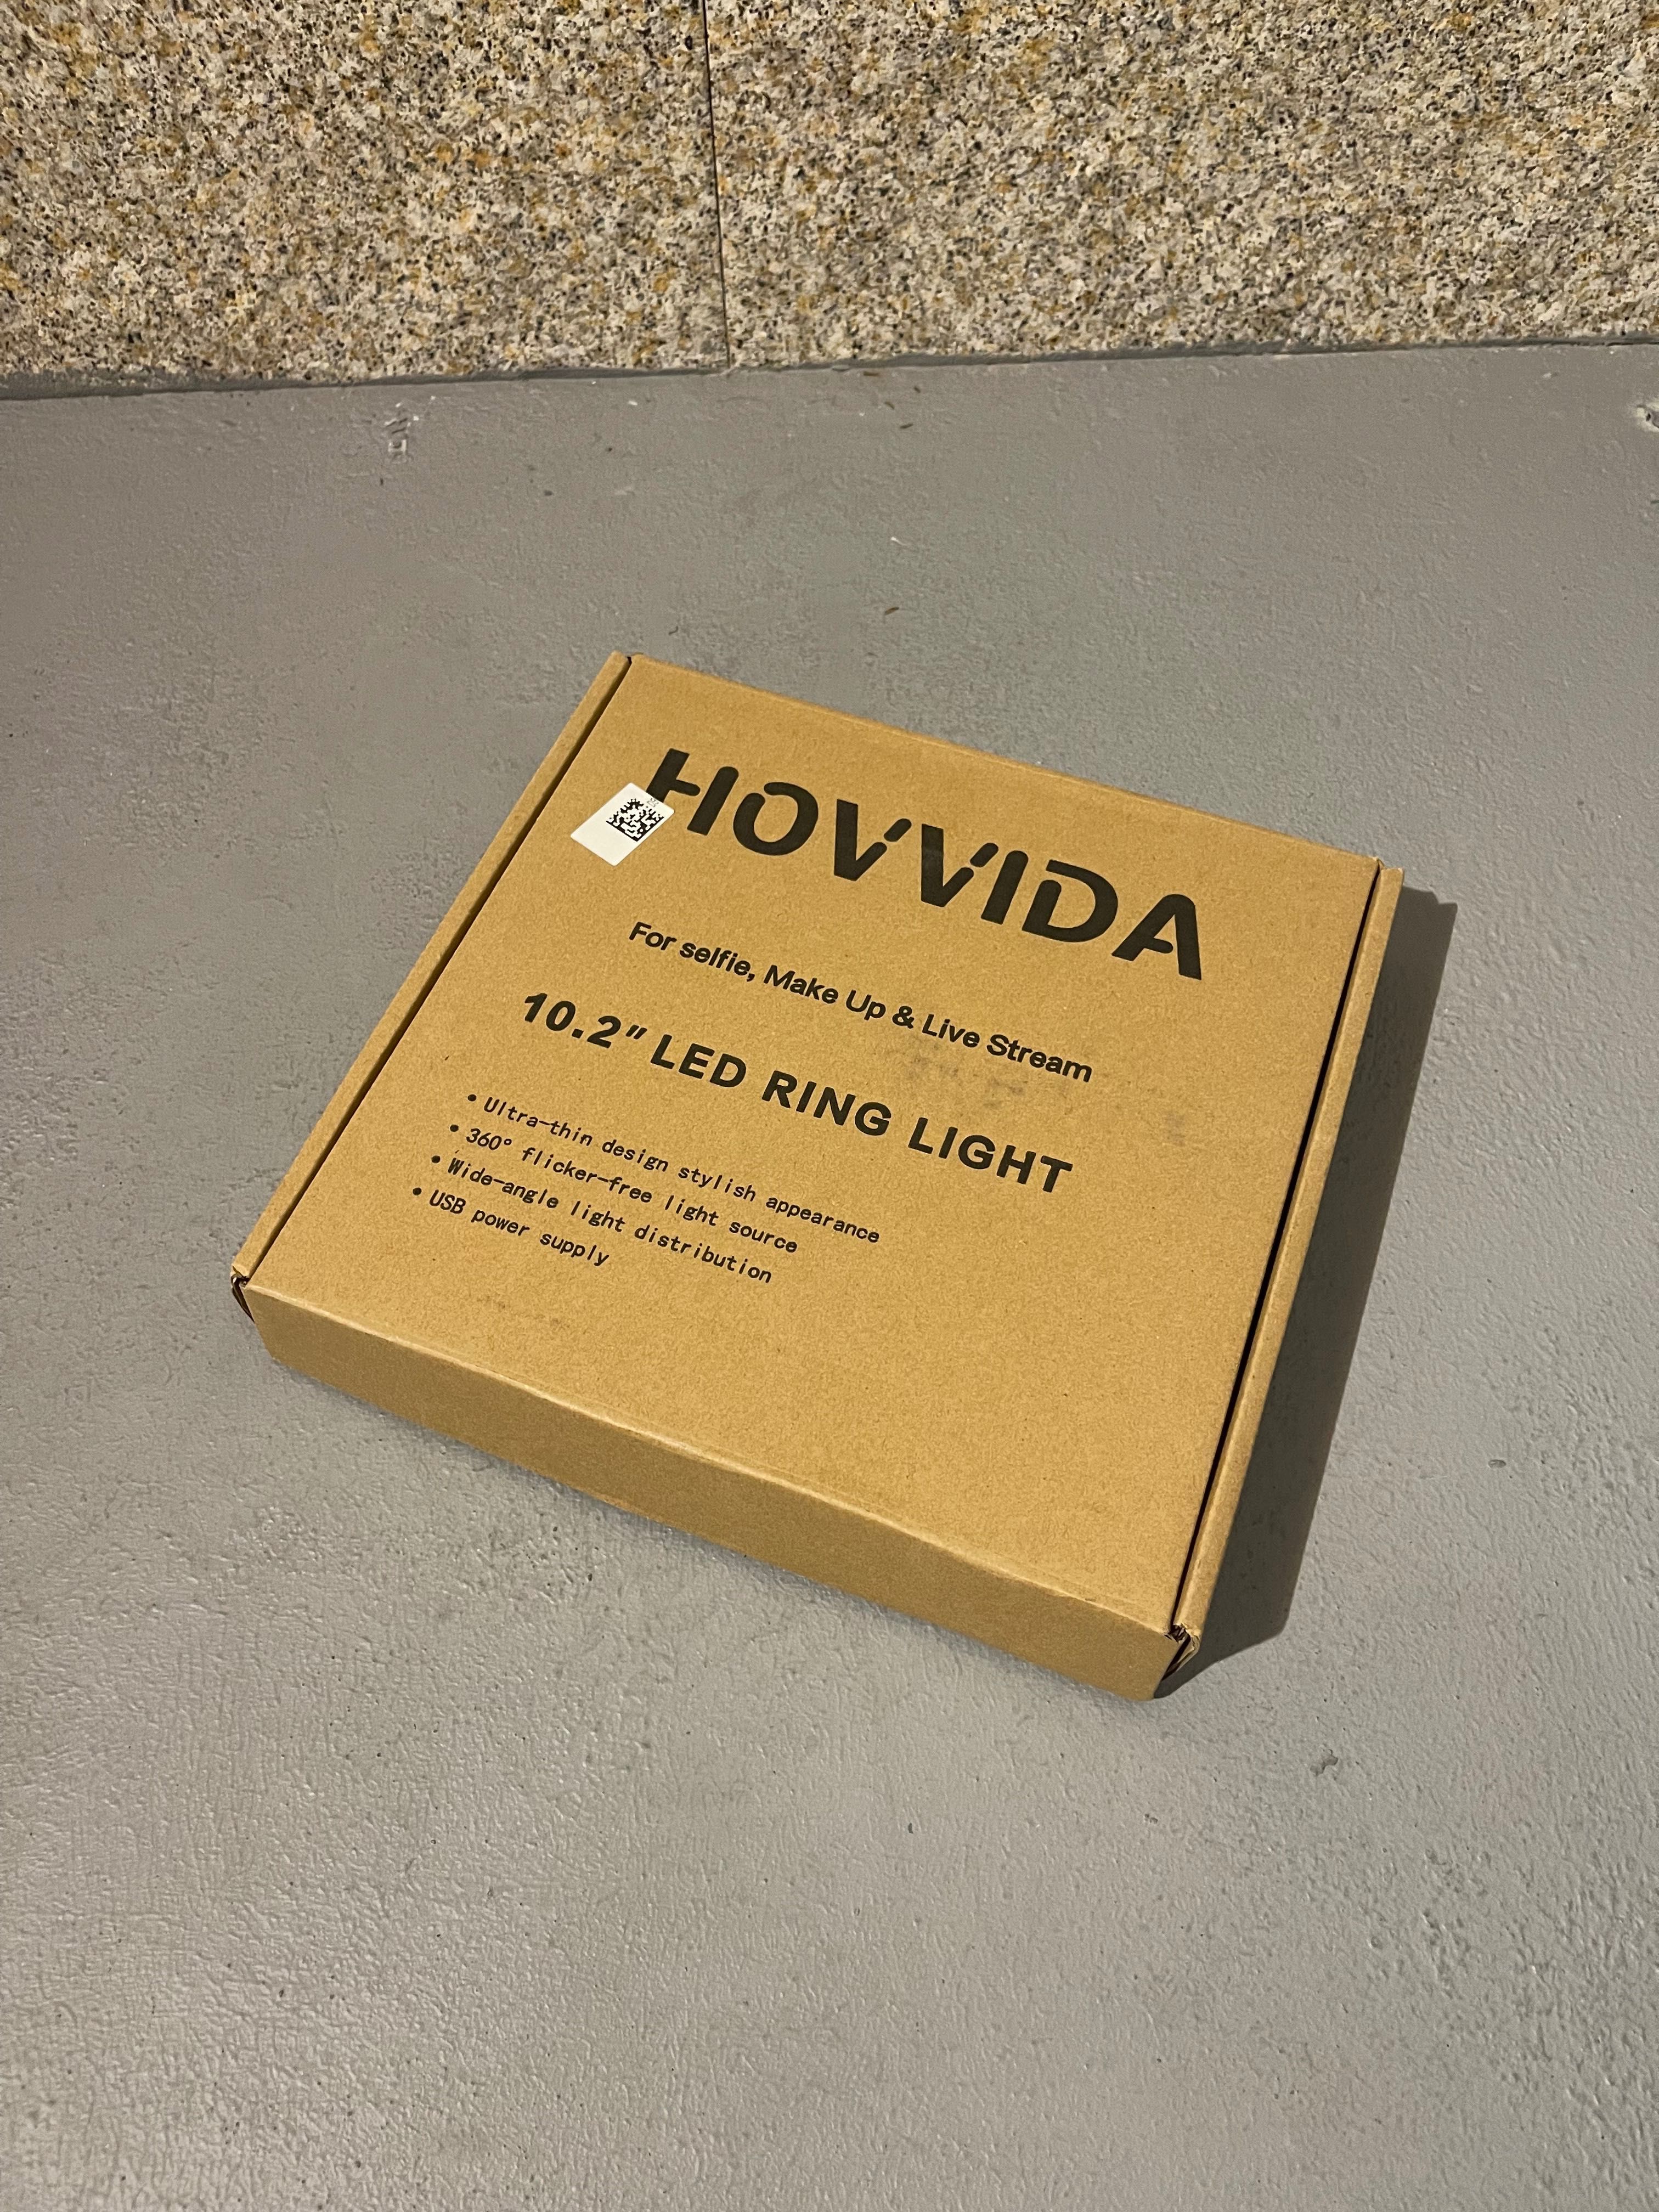 HOVVIDA
For selfie, Make Up & Live Stream
10.2" LED RING LIGHT
• Ultra-thin design stylish appearance
• 360° flicker-free light source
• Wide-angle light distribution
• USB power supply